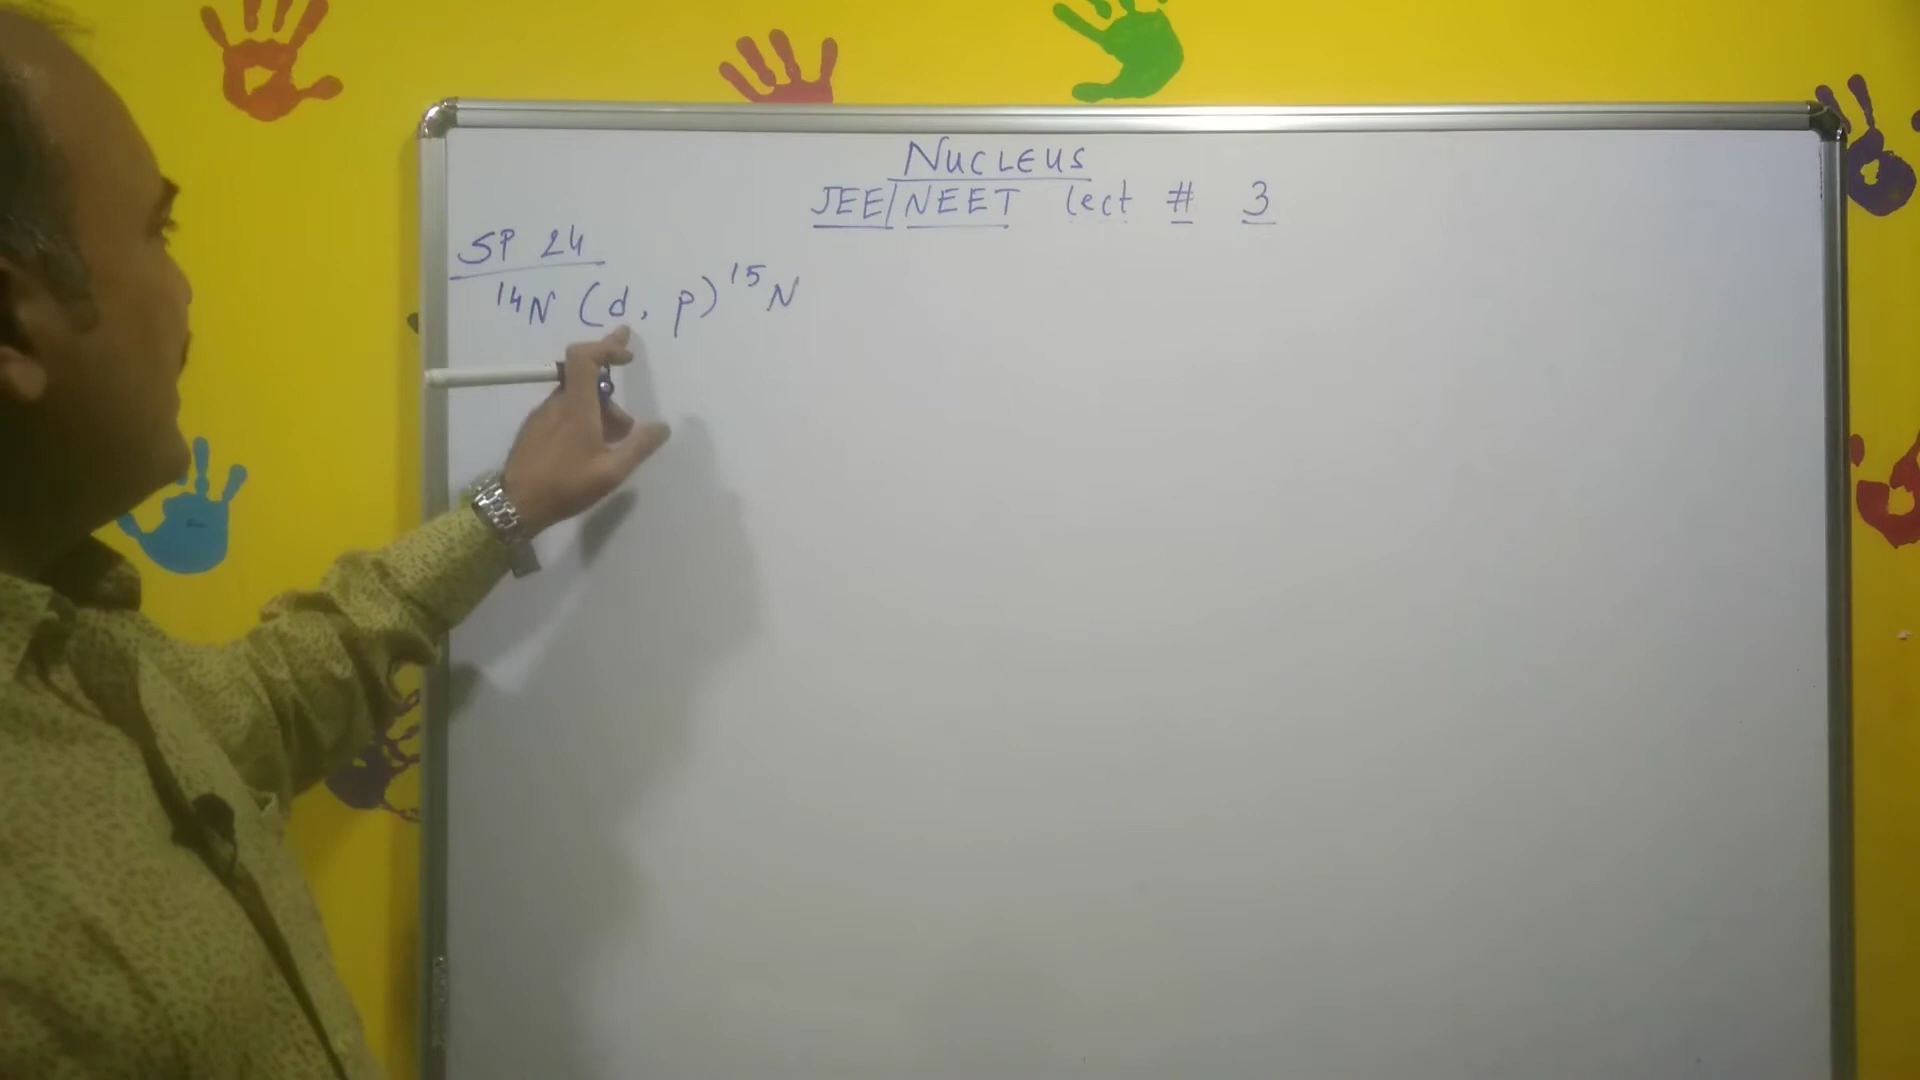 NUCLEUS
JEE/NEET Lect # 3
SP 24
¹⁴N (d, p) ¹⁵N